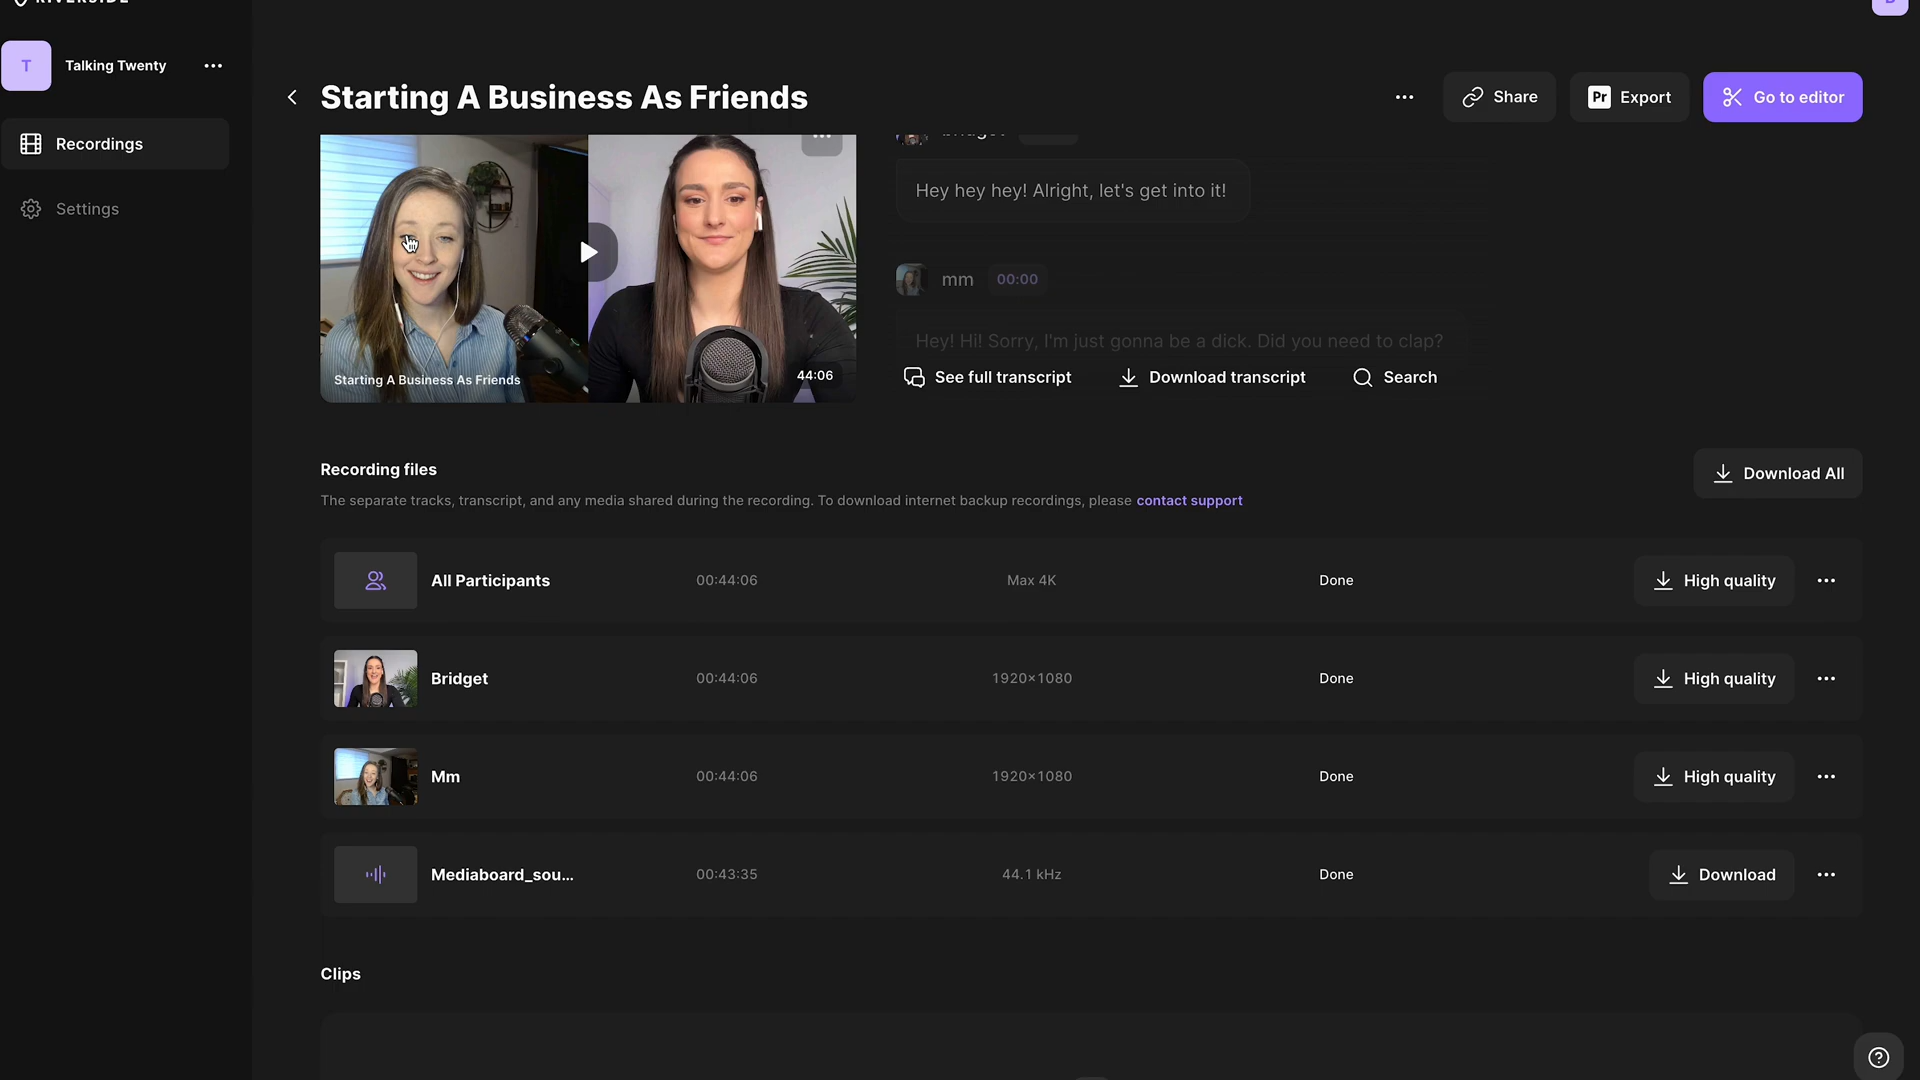 RIVERSIDE
T
Talking Twenty
Recordings
Settings
Starting A Business As Friends
Share
Pr Export
Go to editor
Bridget
Hey hey hey! Alright, let's get into it!
mm 00:00
Hey! Hi! Sorry, I'm just gonna be a dick. Did you need to clap?
Starting A Business As Friends
44:06
See full transcript
Download transcript
Search
Recording files
Download All
The separate tracks, transcript, and any media shared during the recording. To download internet backup recordings, please contact support
All Participants 00:44:06 Max 4K Done High quality
Bridget 00:44:06 1920×1080 Done High quality
Mm 00:44:06 1920×1080 Done High quality
Mediaboard_sou... 00:43:35 44.1 kHz Done Download
Clips